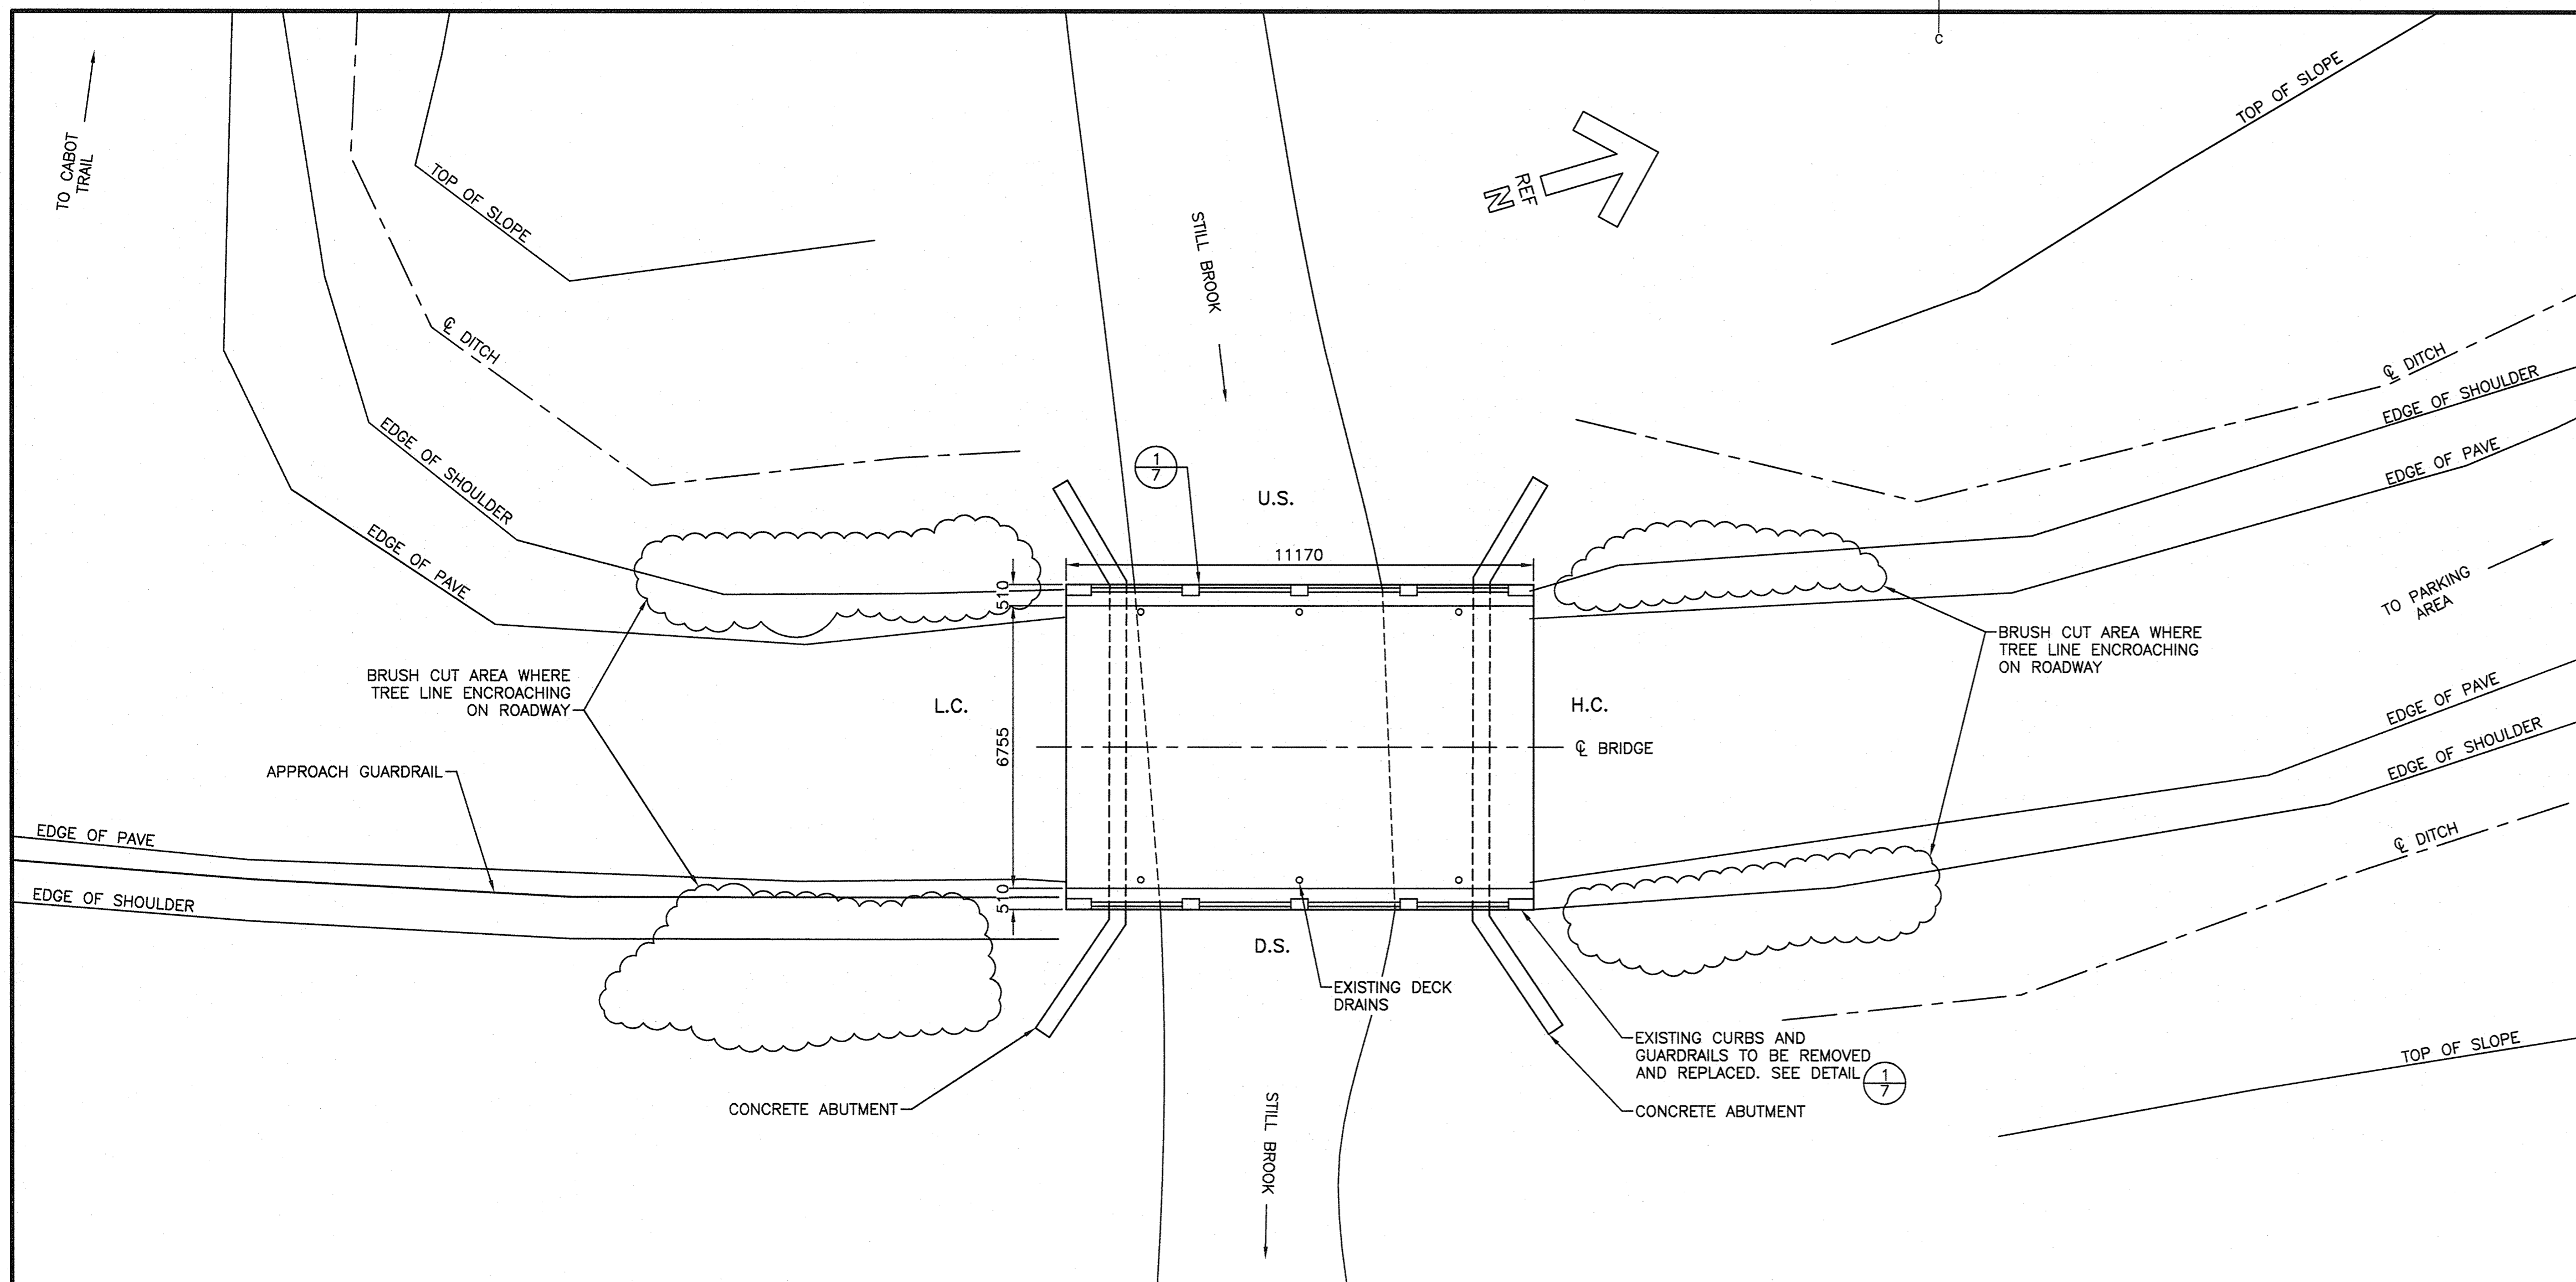 C
TO CABOT
TRAIL
TOP OF SLOPE
℄ DITCH
EDGE OF SHOULDER
EDGE OF PAVE
STILL BROOK
REF
N
TOP OF SLOPE
℄ DITCH
EDGE OF SHOULDER
EDGE OF PAVE
1
7
U.S.
11170
510
6755
510
TO PARKING
AREA
BRUSH CUT AREA WHERE
TREE LINE ENCROACHING
ON ROADWAY
BRUSH CUT AREA WHERE
TREE LINE ENCROACHING
ON ROADWAY
L.C.
H.C.
℄ BRIDGE
APPROACH GUARDRAIL
EDGE OF PAVE
EDGE OF SHOULDER
EDGE OF PAVE
EDGE OF SHOULDER
℄ DITCH
D.S.
EXISTING DECK
DRAINS
EXISTING CURBS AND
GUARDRAILS TO BE REMOVED
AND REPLACED. SEE DETAIL
1
7
CONCRETE ABUTMENT
CONCRETE ABUTMENT
TOP OF SLOPE
STILL BROOK